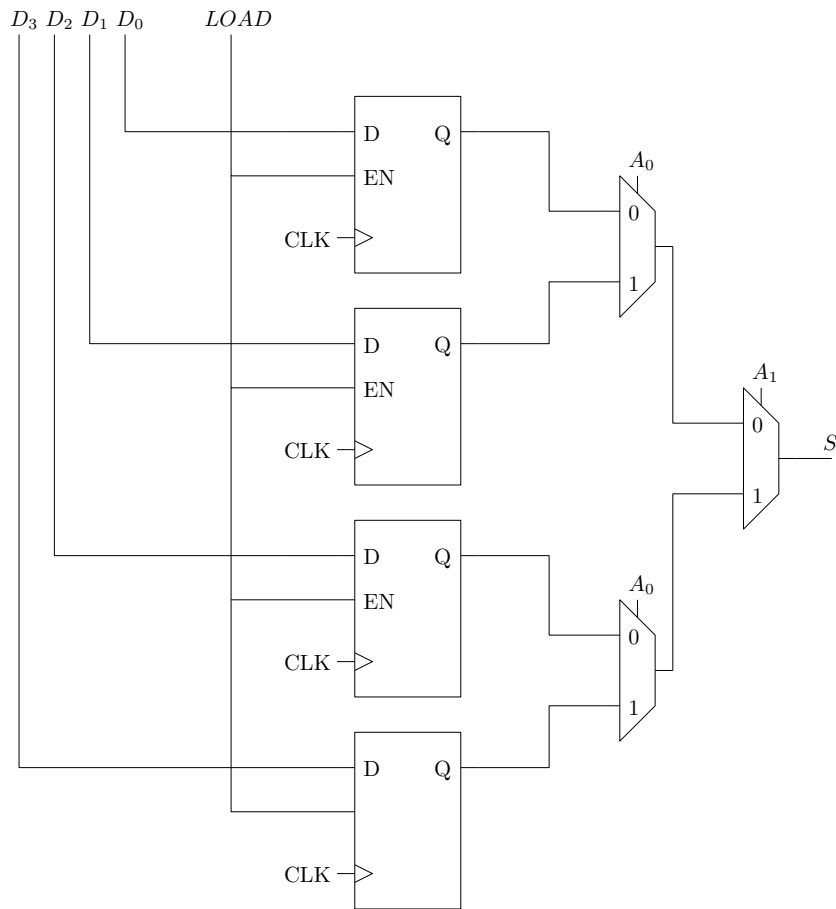 D₃ D₂ D₁ D₀ LOAD
D Q
EN
CLK
A₀
0
1
D Q
EN
CLK
A₁
0
1
S
D Q
EN
CLK
A₀
0
1
D Q
CLK